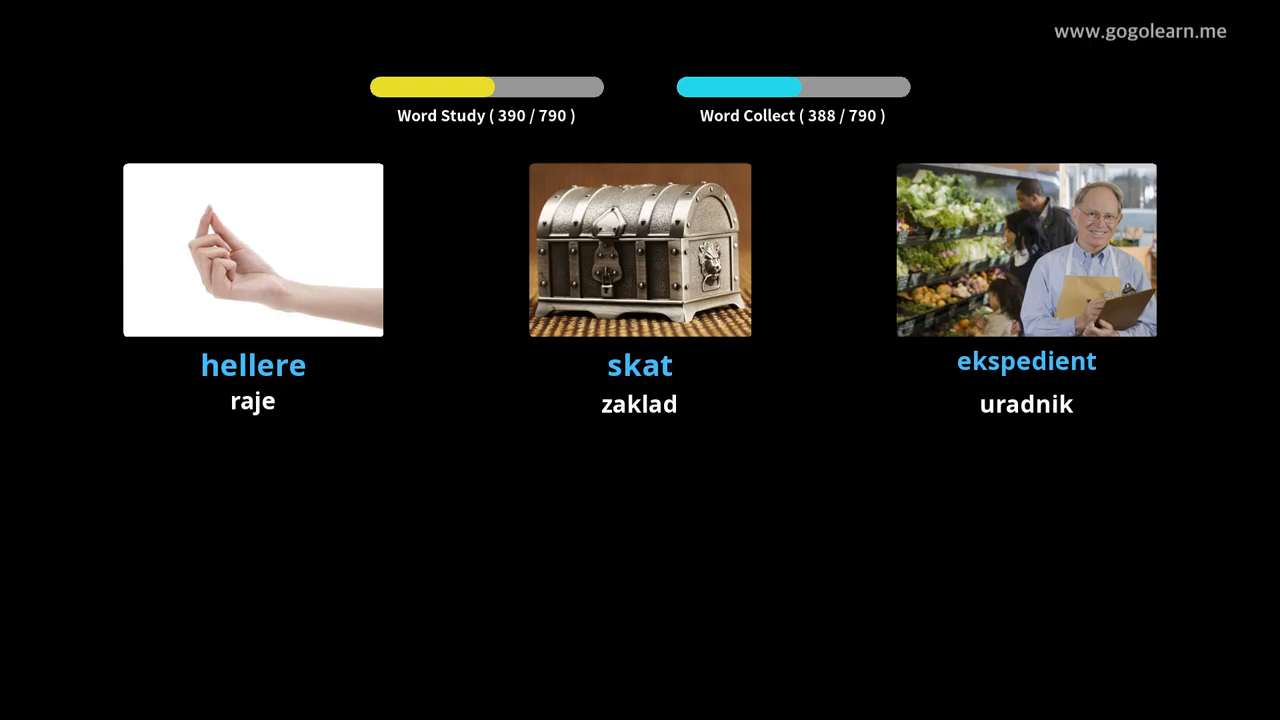 www.gogolearn.me
Word Study ( 390 / 790 )
Word Collect ( 388 / 790 )
hellere
raje
skat
zaklad
ekspedient
uradnik